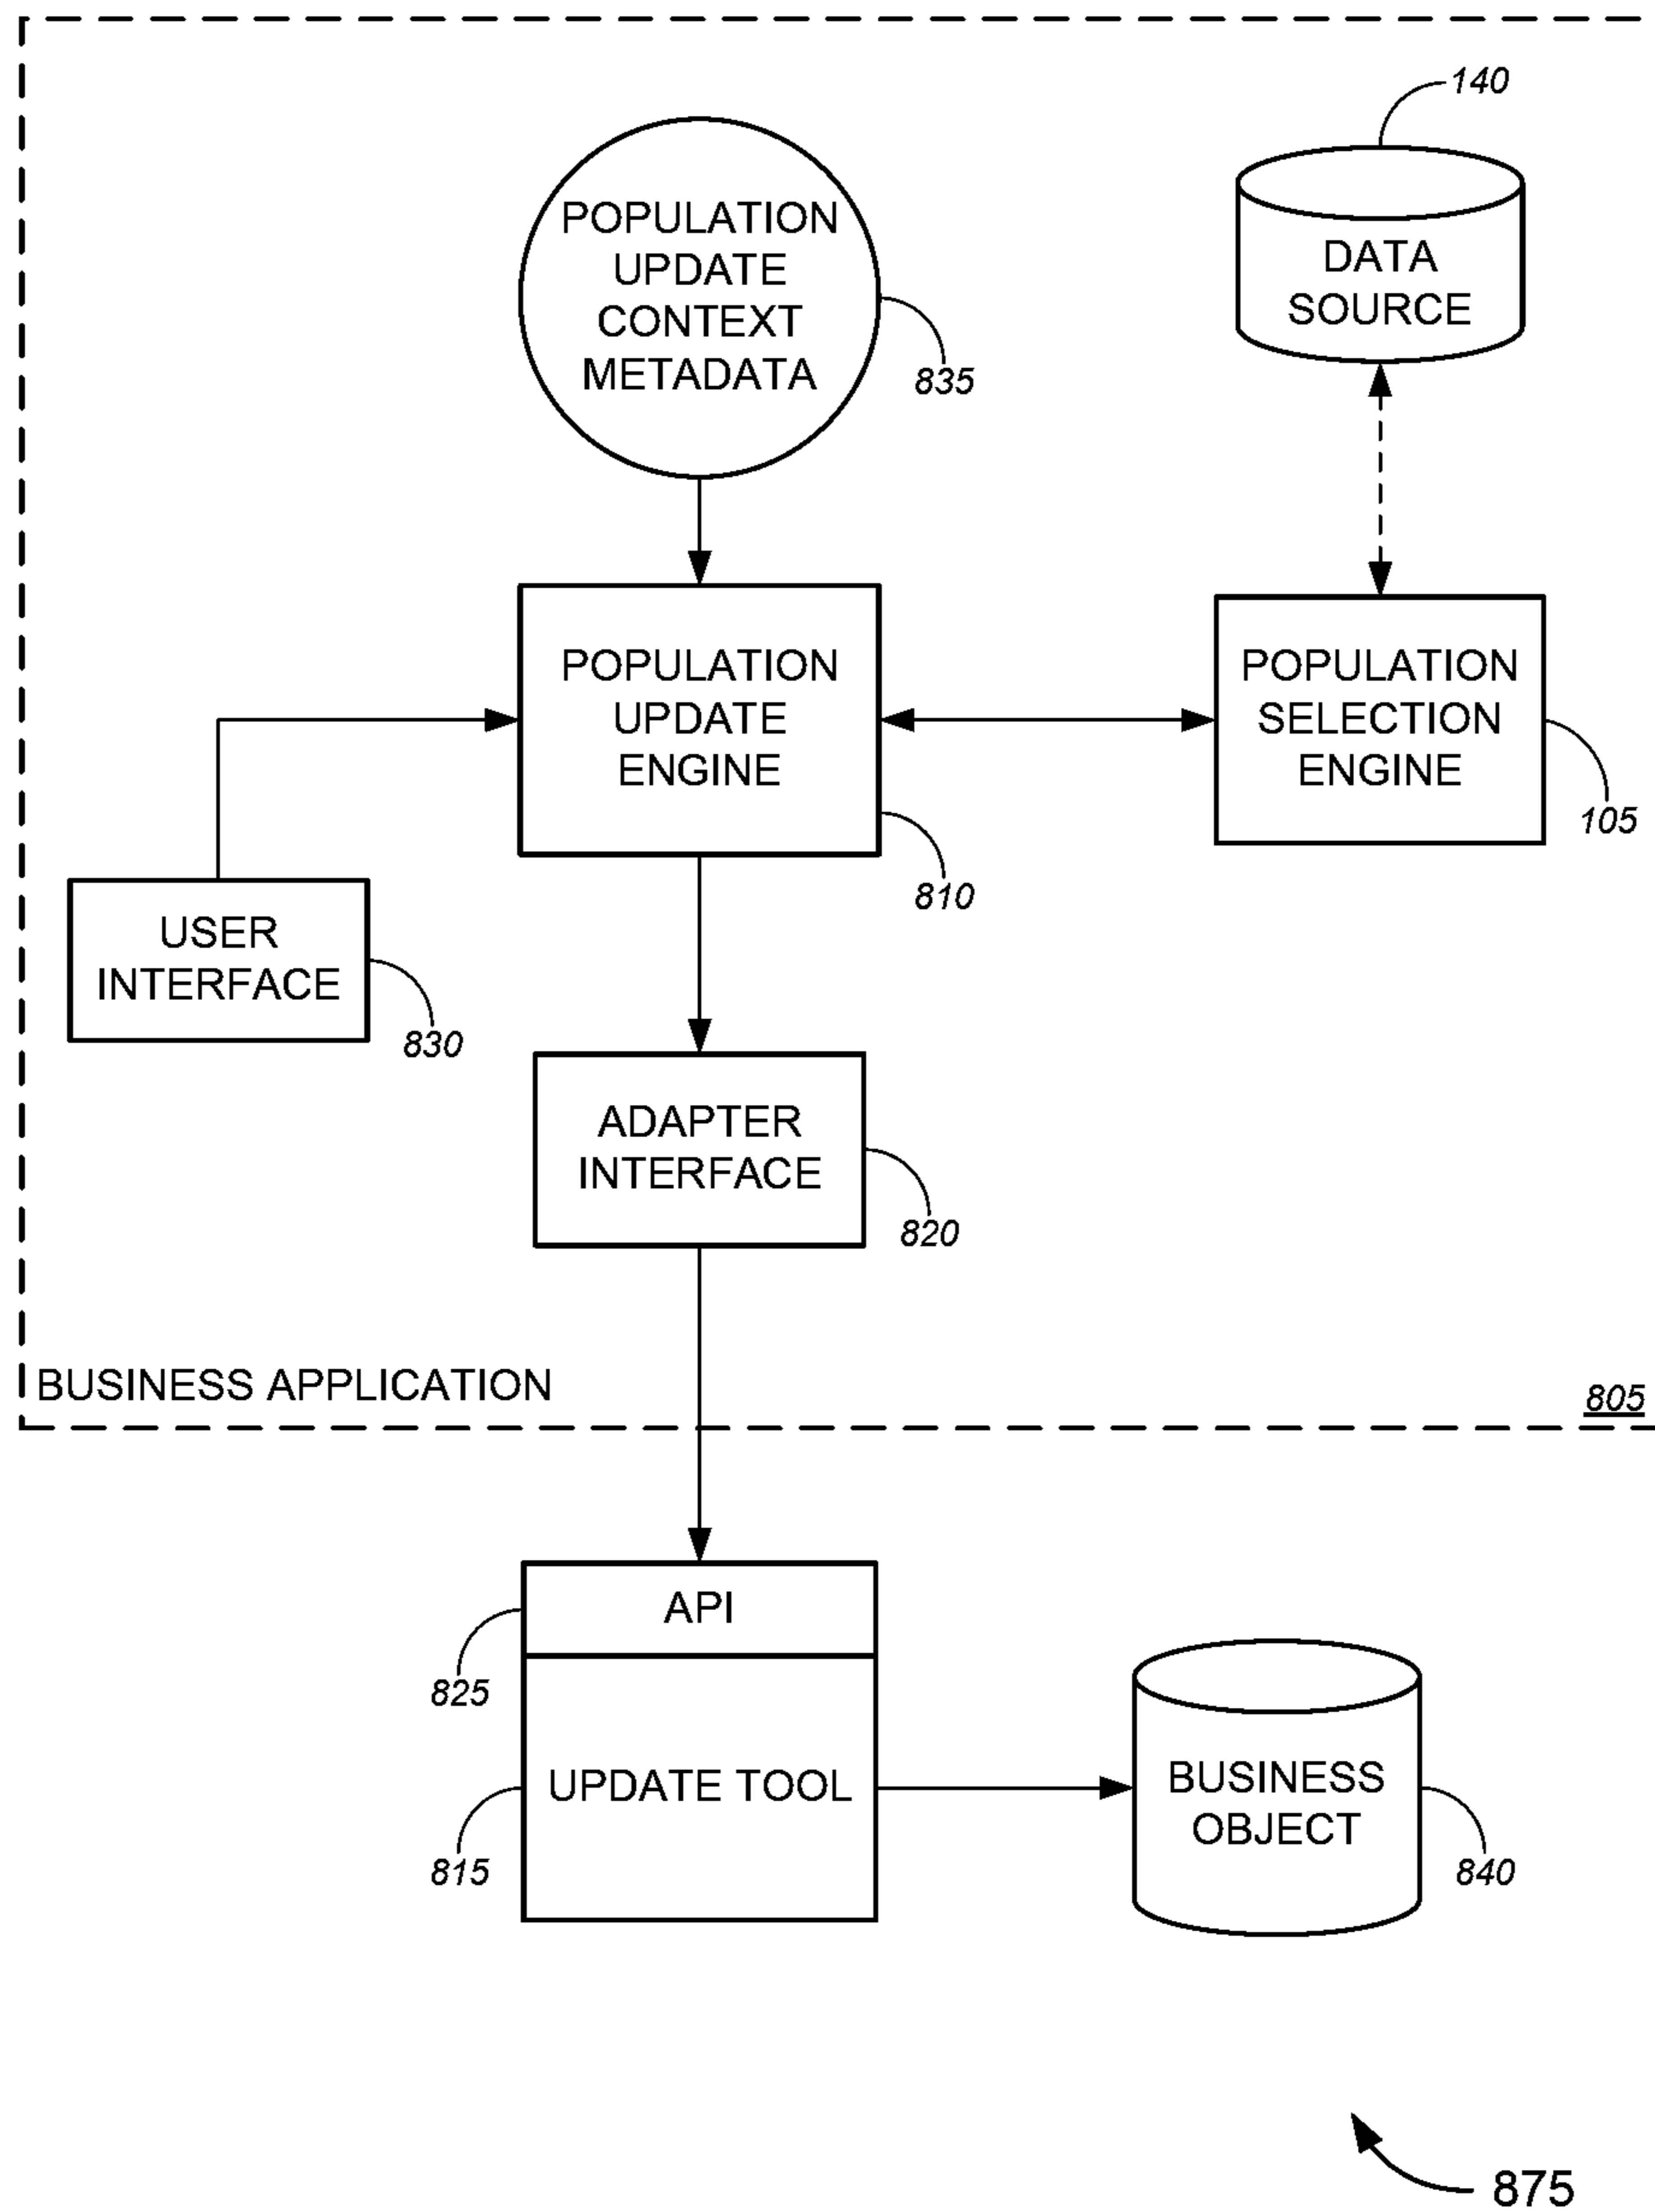 140
POPULATION
UPDATE
CONTEXT
METADATA
835
DATA
SOURCE
POPULATION
UPDATE
ENGINE
810
POPULATION
SELECTION
ENGINE
105
USER
INTERFACE
830
ADAPTER
INTERFACE
820
BUSINESS APPLICATION
805
API
825
UPDATE TOOL
815
BUSINESS
OBJECT
840
875